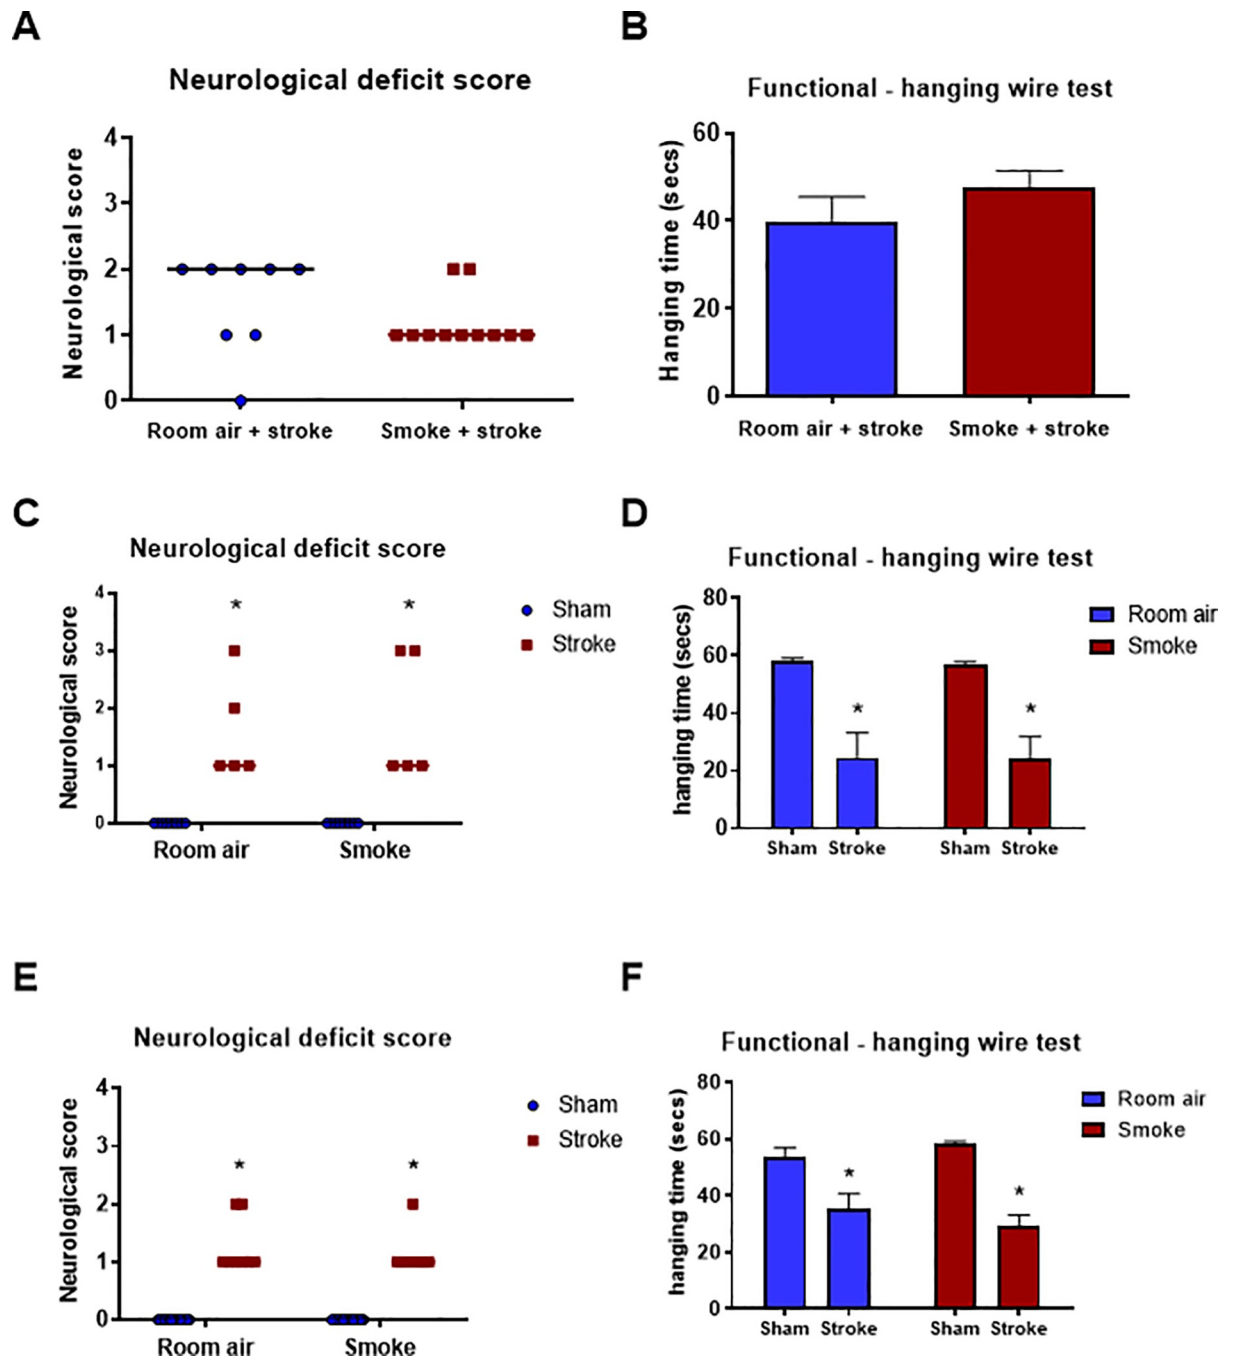 A
Neurological deficit score
Neurological score
4
3
2
1
0
Room air + stroke
Smoke + stroke
B
Functional - hanging wire test
Hanging time (secs)
60
40
20
0
Room air + stroke
Smoke + stroke
C
Neurological deficit score
Neurological score
4
3
2
1
0
*
*
Room air
Smoke
Sham
Stroke
D
Functional - hanging wire test
hanging time (secs)
80
60
40
20
0
*
*
Sham Stroke Sham Stroke
Room air
Smoke
E
Neurological deficit score
Neurological score
4
3
2
1
0
*
*
Room air
Smoke
Sham
Stroke
F
Functional - hanging wire test
hanging time (secs)
80
60
40
20
0
*
*
Sham Stroke Sham Stroke
Room air
Smoke